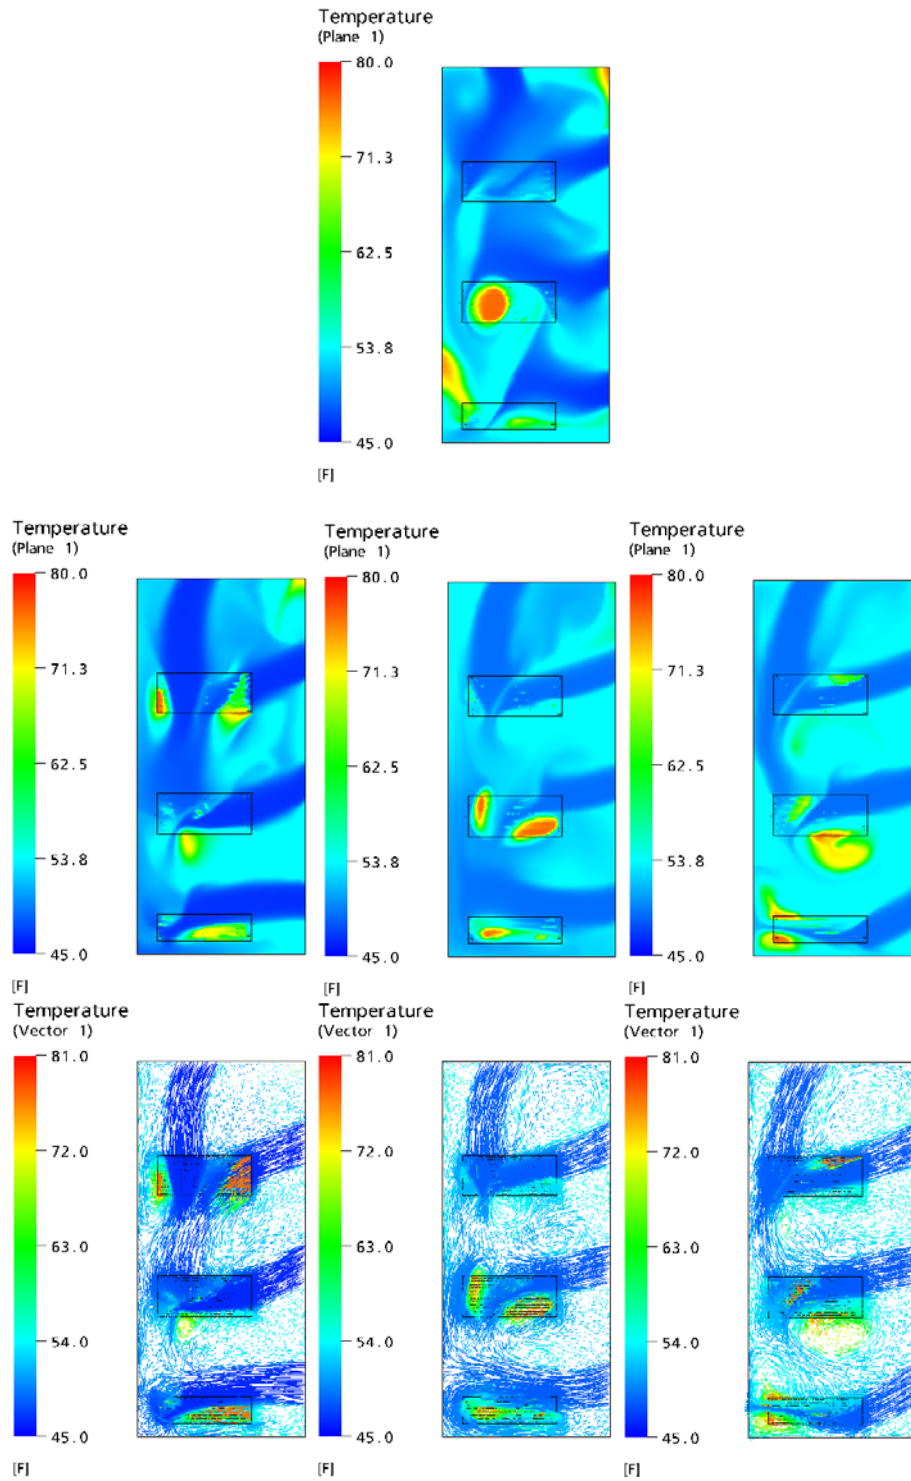 Temperature
(Plane 1)
80.0
71.3
62.5
53.8
45.0
[F]
Temperature
(Plane 1)
80.0
71.3
62.5
53.8
45.0
[F]
Temperature
(Plane 1)
80.0
71.3
62.5
53.8
45.0
[F]
Temperature
(Plane 1)
80.0
71.3
62.5
53.8
45.0
[F]
Temperature
(Vector 1)
81.0
72.0
63.0
54.0
45.0
[F]
Temperature
(Vector 1)
81.0
72.0
63.0
54.0
45.0
[F]
Temperature
(Vector 1)
81.0
72.0
63.0
54.0
45.0
[F]